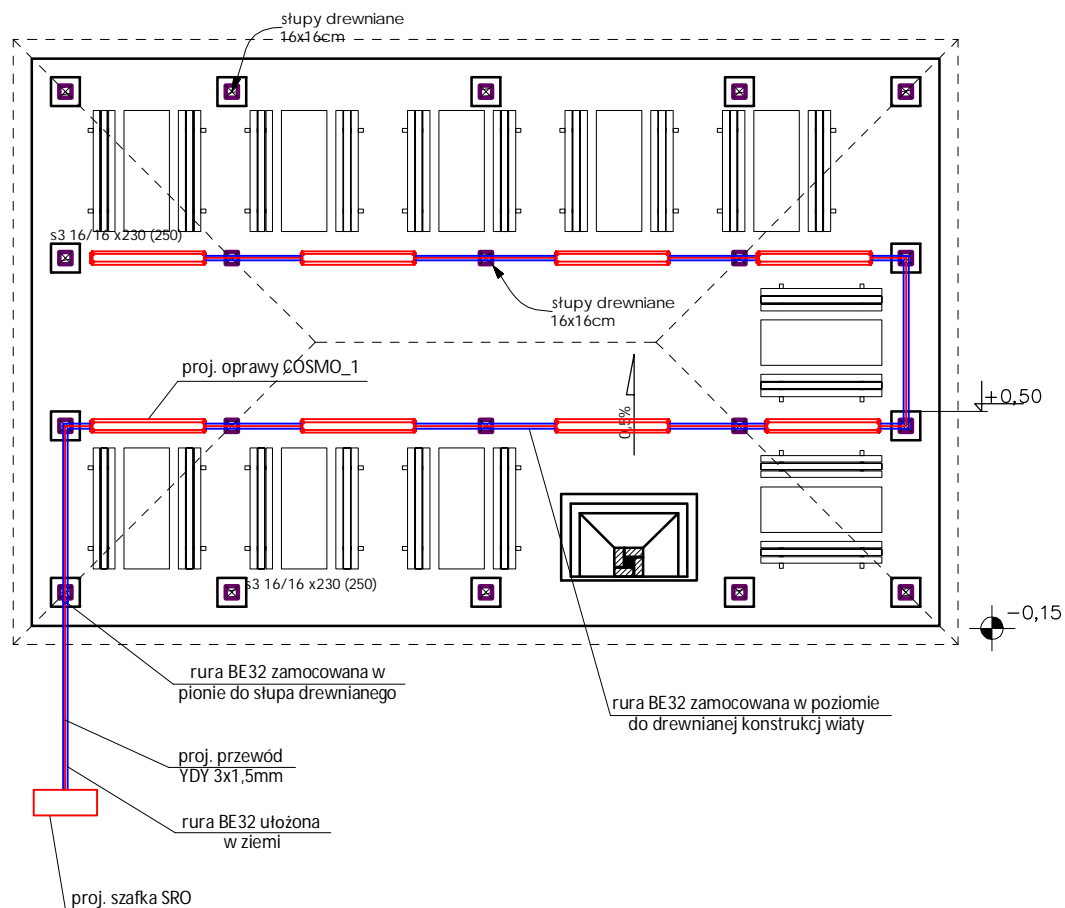 słupy drewniane
16x16cm
s3 16/16 x230 (250)
słupy drewniane
16x16cm
proj. oprawy COSMO_1
0,5%
+0,50
s3 16/16 x230 (250)
-0,15
rura BE32 zamocowana w
pionie do słupa drewnianego
rura BE32 zamocowana w poziomie
do drewnianej konstrukcj wiaty
proj. przewód
YDY 3x1,5mm
rura BE32 ułożona
w ziemi
proj. szafka SRO